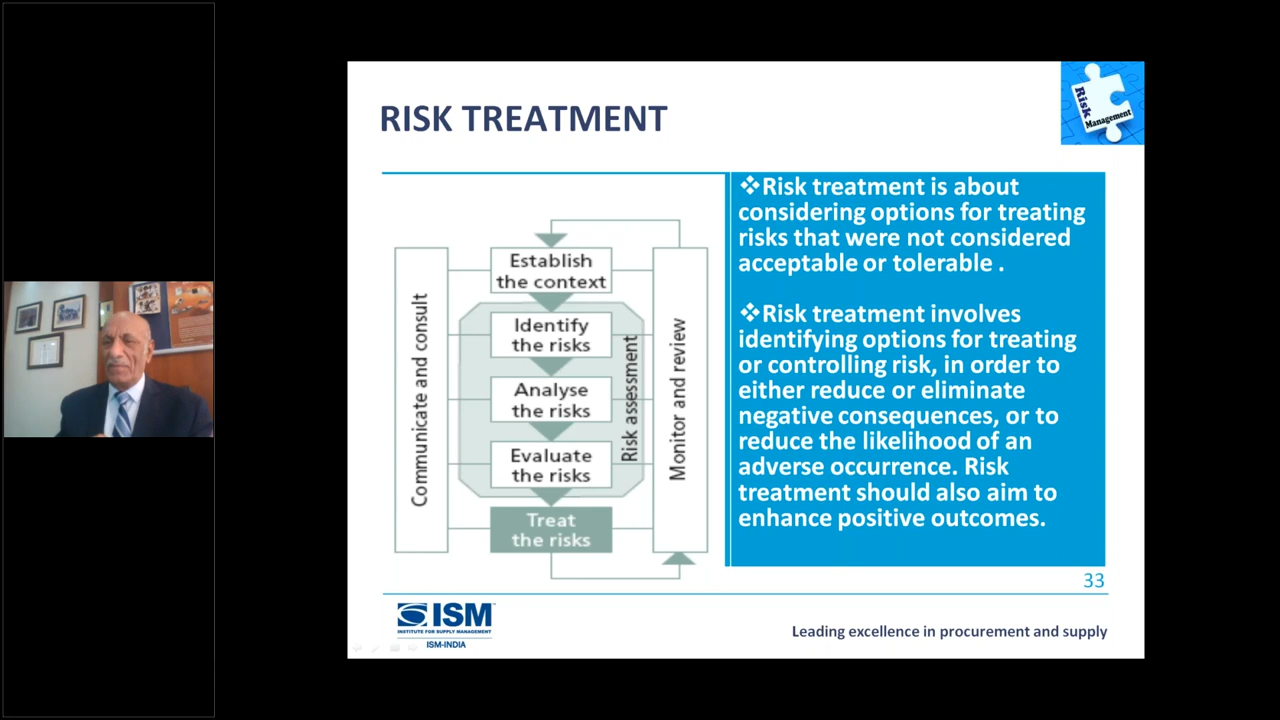 RISK TREATMENT
Risk
Management
Establish
the context
Identify
the risks
Analyse
the risks
Evaluate
the risks
Treat
the risks
Communicate and consult
Risk assessment
Monitor and review
❖Risk treatment is about
considering options for treating
risks that were not considered
acceptable or tolerable .
❖Risk treatment involves
identifying options for treating
or controlling risk, in order to
either reduce or eliminate
negative consequences, or to
reduce the likelihood of an
adverse occurrence. Risk
treatment should also aim to
enhance positive outcomes.
33
ISM
INSTITUTE FOR SUPPLY MANAGEMENT
ISM-INDIA
Leading excellence in procurement and supply